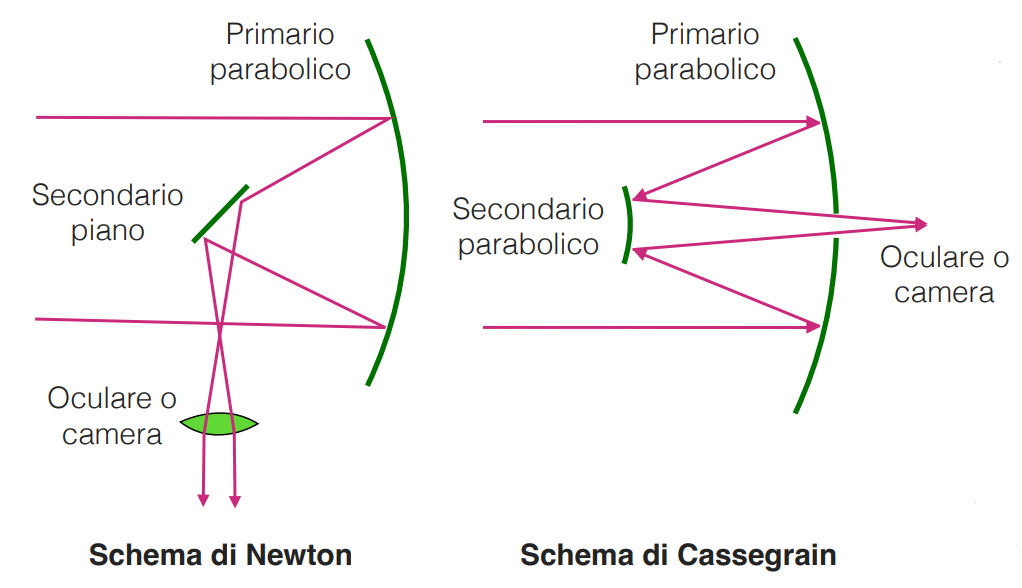 Primario
parabolico
Secondario
piano
Oculare o
camera
Schema di Newton
Primario
parabolico
Secondario
parabolico
Oculare o
camera
Schema di Cassegrain